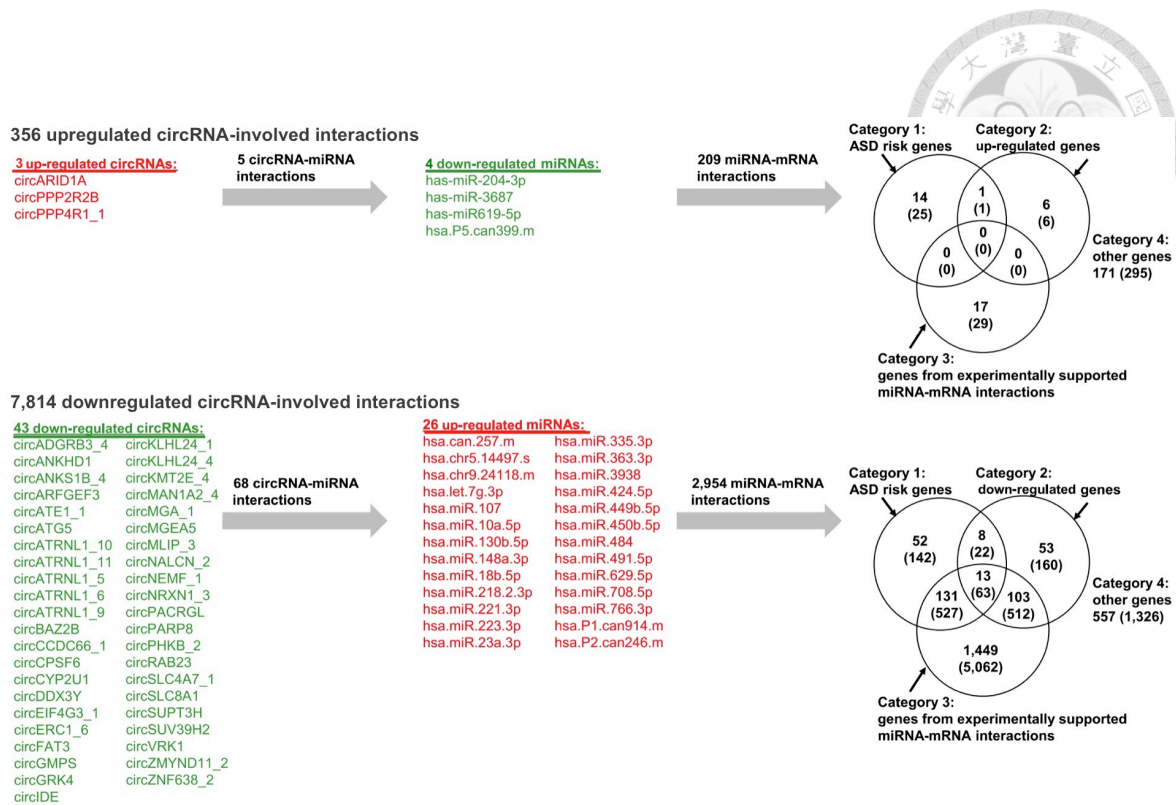 大灣臺立國
356 upregulated circRNA-involved interactions
3 up-regulated circRNAs:
circARID1A
circPPP2R2B
circPPP4R1_1
5 circRNA-miRNA
interactions
4 down-regulated miRNAs:
has-miR-204-3p
has-miR-3687
has-miR619-5p
hsa.P5.can399.m
209 miRNA-mRNA
interactions
Category 1:
ASD risk genes
Category 2:
up-regulated genes
14
(25)
1
(1)
6
(6)
0
(0)
0
(0)
0
(0)
17
(29)
Category 4:
other genes
171 (295)
Category 3:
genes from experimentally supported
miRNA-mRNA interactions
7,814 downregulated circRNA-involved interactions
43 down-regulated circRNAs:
circADGRB3_4 circKLHL24_1
circANKHD1 circKLHL24_4
circANKS1B_4 circKMT2E_4
circARFGEF3 circMAN1A2_4
circATE1_1 circMGA_1
circATG5 circMGEA5
circATRNL1_10 circMLIP_3
circATRNL1_11 circNALCN_2
circATRNL1_5 circNEMF_1
circATRNL1_6 circNRXN1_3
circATRNL1_9 circPACRGL
circBAZ2B circPARP8
circCCDC66_1 circPHKB_2
circCPSF6 circRAB23
circCYP2U1 circSLC4A7_1
circDDX3Y circSLC8A1
circEIF4G3_1 circSUPT3H
circERC1_6 circSUV39H2
circFAT3 circVRK1
circGMPS circZMYND11_2
circGRK4 circZNF638_2
circIDE
68 circRNA-miRNA
interactions
26 up-regulated miRNAs:
hsa.can.257.m hsa.miR.335.3p
hsa.chr5.14497.s hsa.miR.363.3p
hsa.chr9.24118.m hsa.miR.3938
hsa.let.7g.3p hsa.miR.424.5p
hsa.miR.107 hsa.miR.449b.5p
hsa.miR.10a.5p hsa.miR.450b.5p
hsa.miR.130b.5p hsa.miR.484
hsa.miR.148a.3p hsa.miR.491.5p
hsa.miR.18b.5p hsa.miR.629.5p
hsa.miR.218.2.3p hsa.miR.708.5p
hsa.miR.221.3p hsa.miR.766.3p
hsa.miR.223.3p hsa.P1.can914.m
hsa.miR.23a.3p hsa.P2.can246.m
2,954 miRNA-mRNA
interactions
Category 1:
ASD risk genes
Category 2:
down-regulated genes
52
(142)
8
(22)
53
(160)
13
(63)
131
(527)
103
(512)
1,449
(5,062)
Category 4:
other genes
557 (1,326)
Category 3:
genes from experimentally supported
miRNA-mRNA interactions